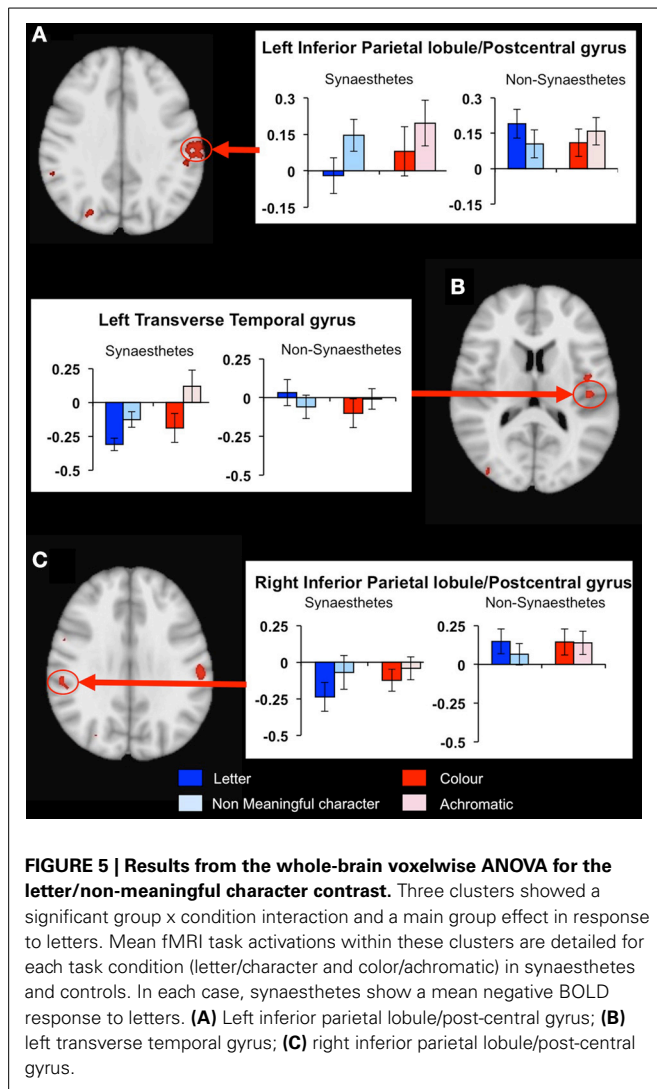 A
Left Inferior Parietal lobule/Postcentral gyrus
Synaesthetes
Non-Synaesthetes
0.3
0.15
0
-0.15
0.3
0.15
0
-0.15
B
Left Transverse Temporal gyrus
Synaesthetes
Non-Synaesthetes
0.25
0
-0.25
-0.5
0.25
0
-0.25
-0.5
C
Right Inferior Parietal lobule/Postcentral gyrus
Synaesthetes
Non-Synaesthetes
0.25
0
-0.25
-0.5
0.25
0
-0.25
-0.5
Letter
Colour
Non Meaningful character
Achromatic
FIGURE 5 | Results from the whole-brain voxelwise ANOVA for the
letter/non-meaningful character contrast. Three clusters showed a
significant group x condition interaction and a main group effect in response
to letters. Mean fMRI task activations within these clusters are detailed for
each task condition (letter/character and color/achromatic) in synaesthetes
and controls. In each case, synaesthetes show a mean negative BOLD
response to letters. (A) Left inferior parietal lobule/post-central gyrus; (B)
left transverse temporal gyrus; (C) right inferior parietal lobule/post-central
gyrus.